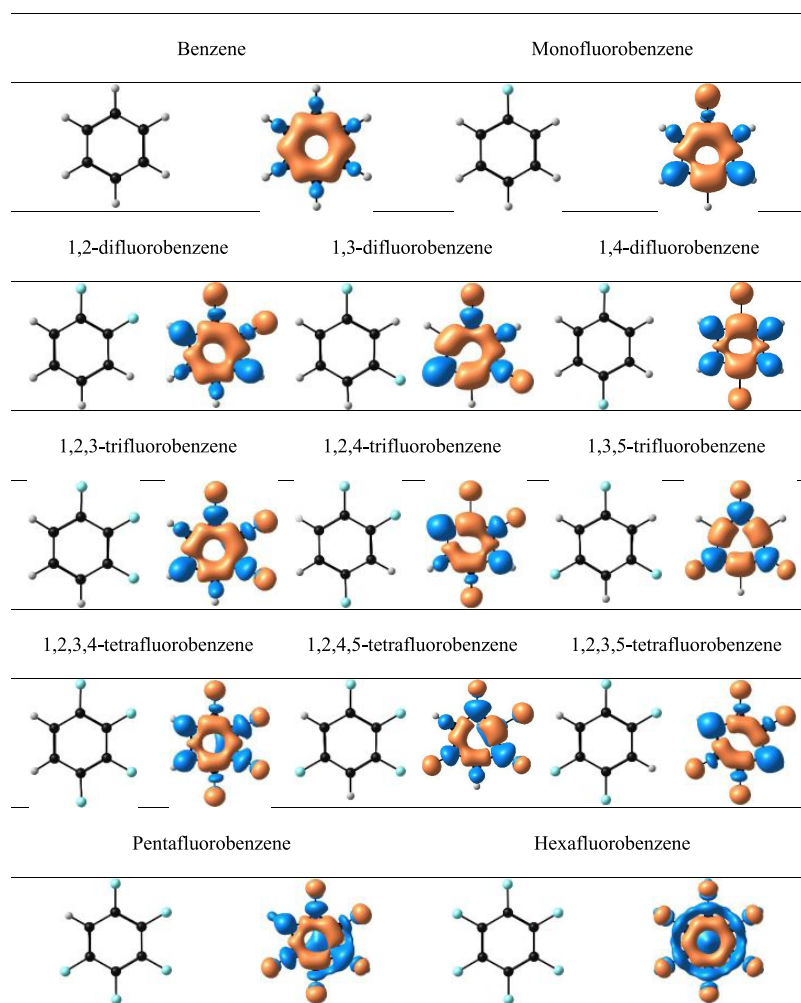 Benzene Monofluorobenzene
1,2-difluorobenzene 1,3-difluorobenzene 1,4-difluorobenzene
1,2,3-trifluorobenzene 1,2,4-trifluorobenzene 1,3,5-trifluorobenzene
1,2,3,4-tetrafluorobenzene 1,2,4,5-tetrafluorobenzene 1,2,3,5-tetrafluorobenzene
Pentafluorobenzene Hexafluorobenzene